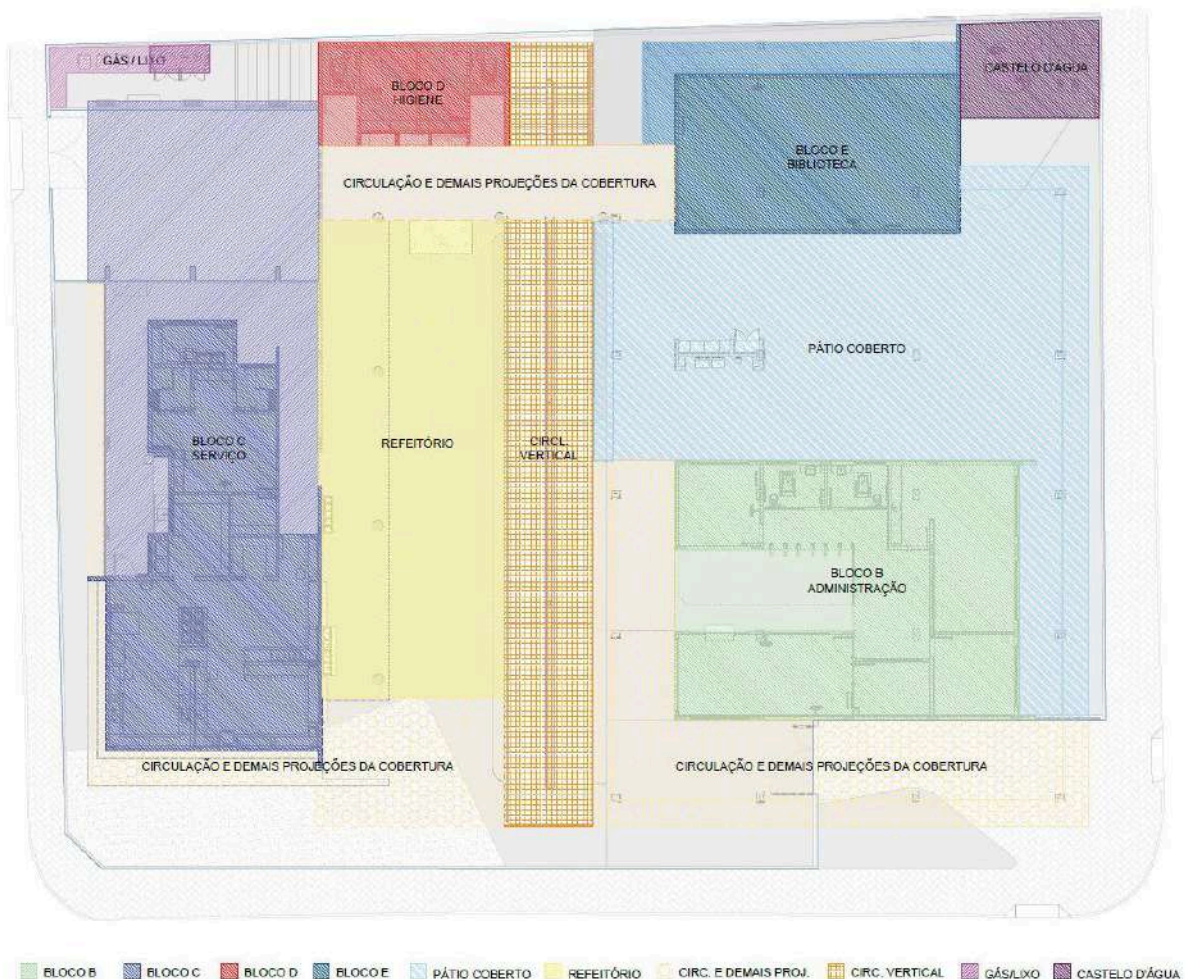 GÁS / LIXO
BLOCO D
HIGIENE
CASTELO D'ÁGUA
BLOCO E
BIBLIOTECA
CIRCULAÇÃO E DEMAIS PROJEÇÕES DA COBERTURA
PÁTIO COBERTO
BLOCO C
SERVIÇO
REFEITÓRIO
CIRCL.
VERTICAL
BLOCO B
ADMINISTRAÇÃO
CIRCULAÇÃO E DEMAIS PROJEÇÕES DA COBERTURA
CIRCULAÇÃO E DEMAIS PROJEÇÕES DA COBERTURA
BLOCO B BLOCO C BLOCO D BLOCO E PÁTIO COBERTO REFEITÓRIO CIRC. E DEMAIS PROJ. CIRC. VERTICAL GÁS/LIXO CASTELO D'ÁGUA